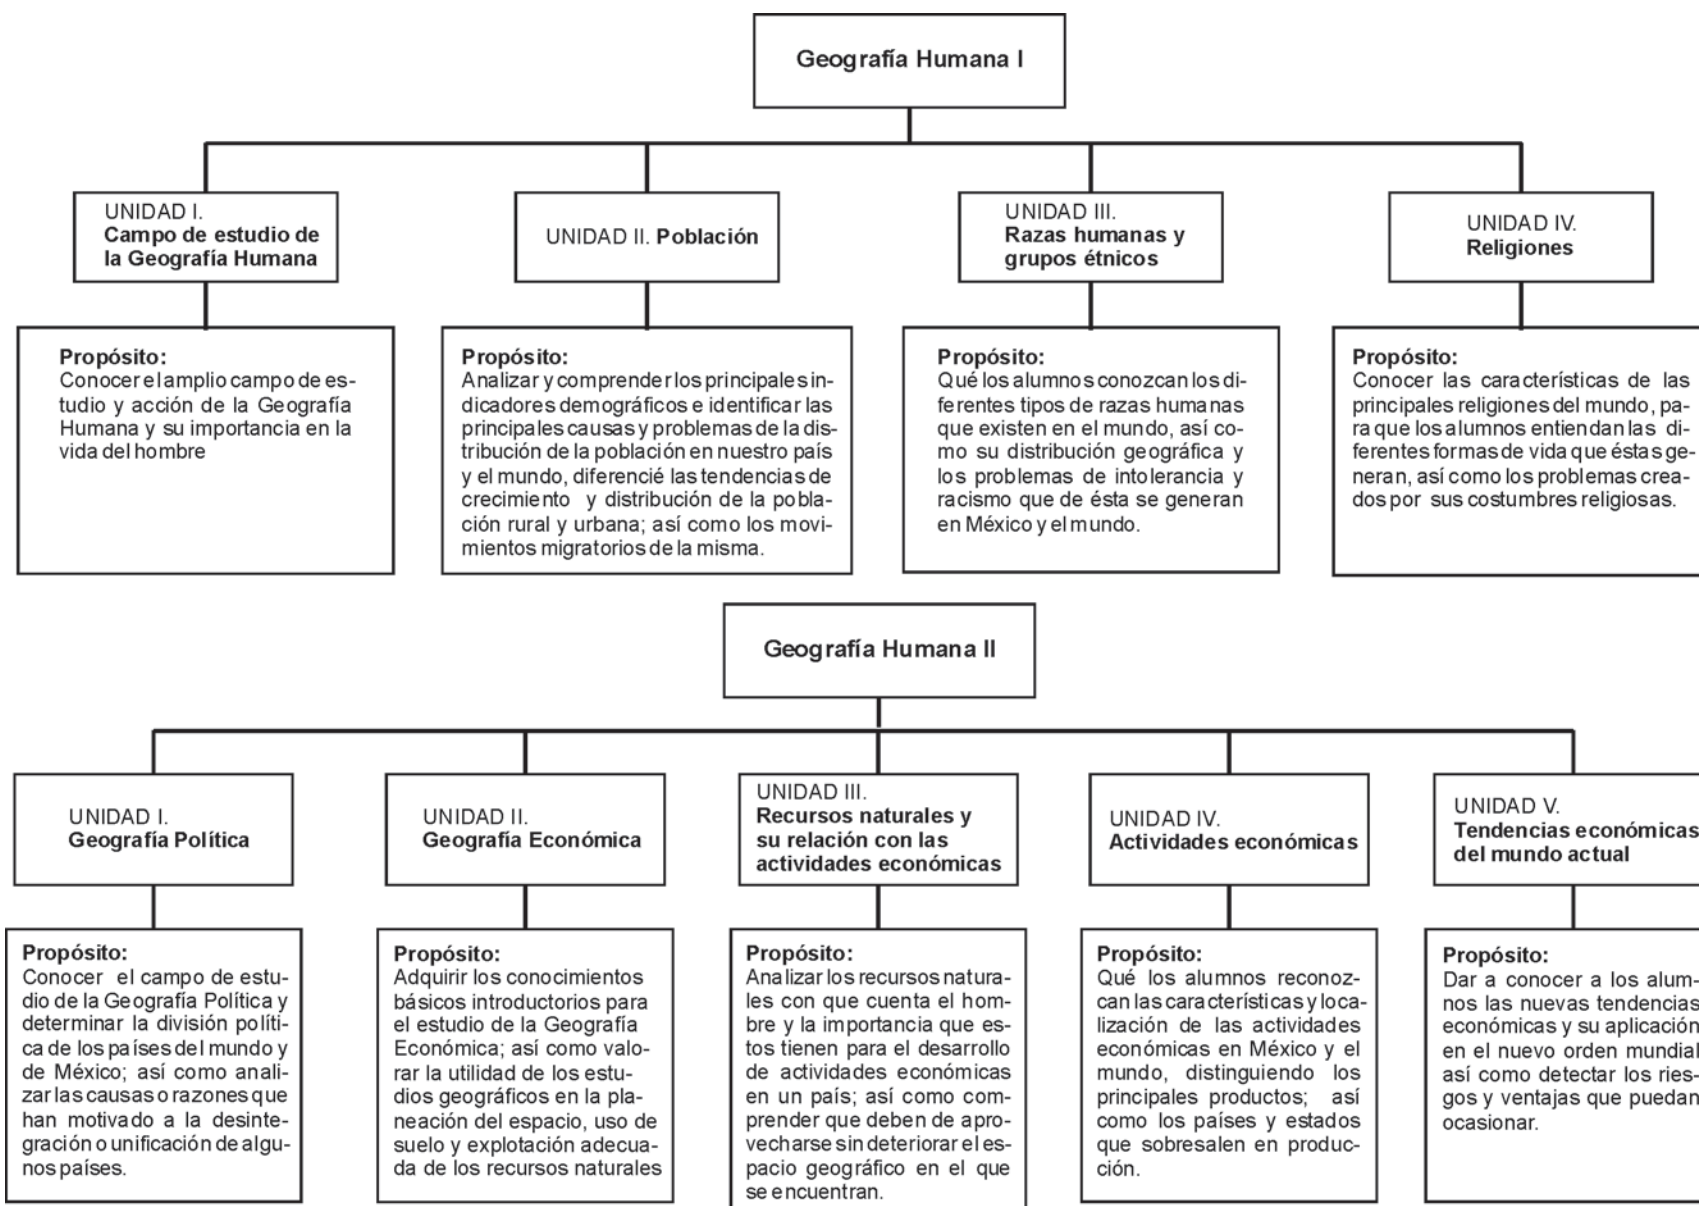 Geografía Humana I
UNIDAD I.
Campo de estudio de
la Geografía Humana
UNIDAD II. Población
UNIDAD III.
Razas humanas y
grupos étnicos
UNIDAD IV.
Religiones
Propósito:
Conocer el amplio campo de es-
tudio y acción de la Geografía
Humana y su importancia en la
vida del hombre
Propósito:
Analizar y comprender los principales in-
dicadores demográficos e identificar las
principales causas y problemas de la dis-
tribución de la población en nuestro país
y el mundo, diferencié las tendencias de
crecimiento y distribución de la pobla-
ción rural y urbana; así como los movi-
mientos migratorios de la misma.
Propósito:
Qué los alumnos conozcan los di-
ferentes tipos de razas humanas
que existen en el mundo, así co-
mo su distribución geográfica y
los problemas de intolerancia y
racismo que de ésta se generan
en México y el mundo.
Propósito:
Conocer las características de las
principales religiones del mundo, pa-
ra que los alumnos entiendan las di-
ferentes formas de vida que éstas ge-
neran, así como los problemas crea-
dos por sus costumbres religiosas.
Geografía Humana II
UNIDAD I.
Geografía Política
UNIDAD II.
Geografía Económica
UNIDAD III.
Recursos naturales y
su relación con las
actividades económicas
UNIDAD IV.
Actividades económicas
UNIDAD V.
Tendencias económicas
del mundo actual
Propósito:
Conocer el campo de estu-
dio de la Geografía Política y
determinar la división políti-
ca de los países del mundo y
de México; así como anali-
zar las causas o razones que
han motivado a la desinte-
gración o unificación de algu-
nos países.
Propósito:
Adquirir los conocimientos
básicos introductorios para
el estudio de la Geografía
Económica; así como valo-
rar la utilidad de los estu-
dios geográficos en la pla-
neación del espacio, uso de
suelo y explotación adecua-
da de los recursos naturales
Propósito:
Analizar los recursos natura-
les con que cuenta el hom-
bre y la importancia que es-
tos tienen para el desarrollo
de actividades económicas
en un país; así como com-
prender que deben de apro-
vecharse sin deteriorar el es-
pacio geográfico en el que
se encuentran.
Propósito:
Qué los alumnos reconoz-
can las características y loca-
lización de las actividades
económicas en México y el
mundo, distinguiendo los
principales productos; así
como los países y estados
que sobresalen en produc-
ción.
Propósito:
Dar a conocer a los alum-
nos las nuevas tendencias
económicas y su aplicación
en el nuevo orden mundial
así como detectar los ries-
gos y ventajas que puedan
ocasionar.